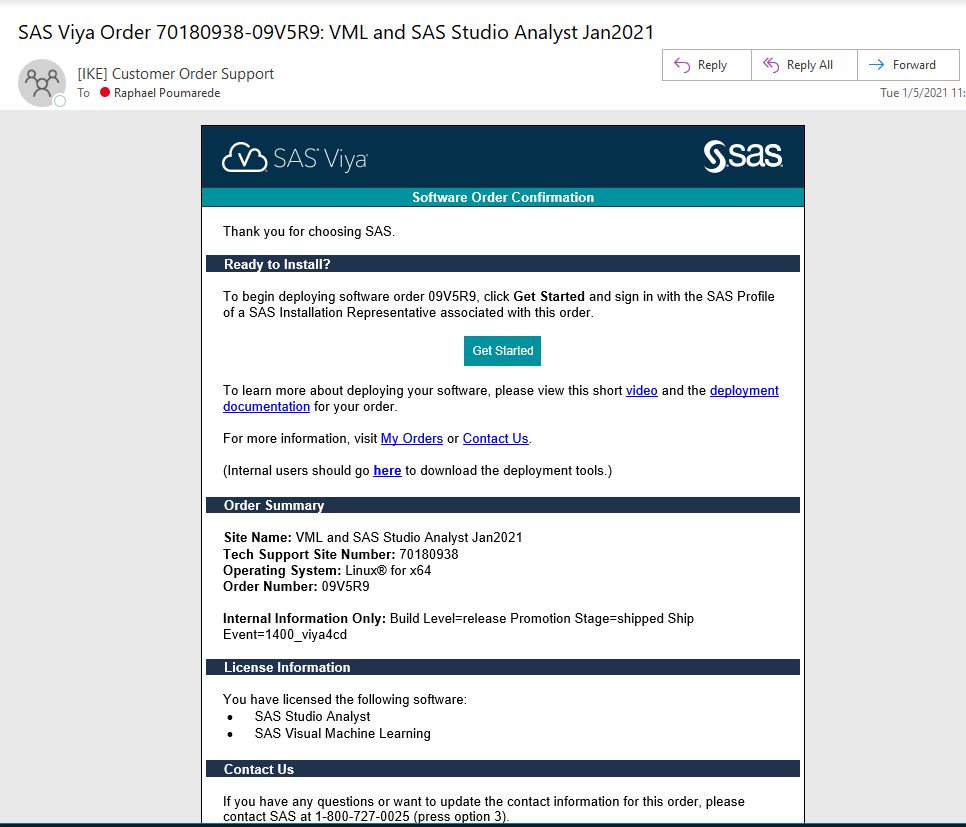 SAS Viya Order 70180938-09V5R9: VML and SAS Studio Analyst Jan2021
[IKE] Customer Order Support
To Raphael Poumarede
Reply
Reply All
Forward
Tue 1/5/2021 11:
SAS® Viya®
sas
Software Order Confirmation
Thank you for choosing SAS.
Ready to Install?
To begin deploying software order 09V5R9, click Get Started and sign in with the SAS Profile
of a SAS Installation Representative associated with this order.
Get Started
To learn more about deploying your software, please view this short video and the deployment
documentation for your order.
For more information, visit My Orders or Contact Us.
(Internal users should go here to download the deployment tools.)
Order Summary
Site Name: VML and SAS Studio Analyst Jan2021
Tech Support Site Number: 70180938
Operating System: Linux® for x64
Order Number: 09V5R9
Internal Information Only: Build Level=release Promotion Stage=shipped Ship
Event=1400_viya4cd
License Information
You have licensed the following software:
• SAS Studio Analyst
• SAS Visual Machine Learning
Contact Us
If you have any questions or want to update the contact information for this order, please
contact SAS at 1-800-727-0025 (press option 3).